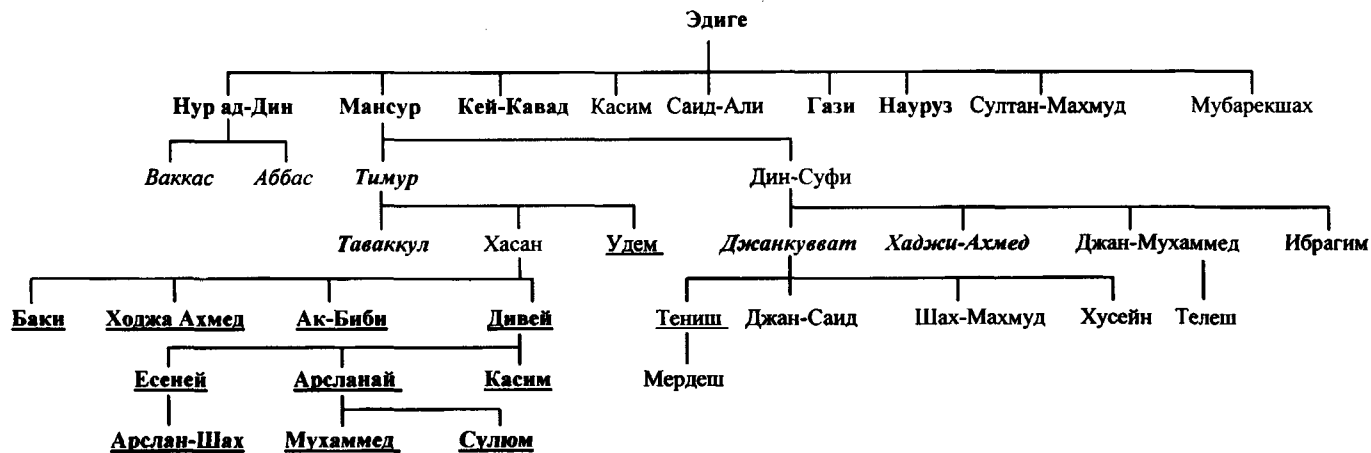 Эдиге
Нур ад-Дин Мансур Кей-Кавад Касим Саид-Али Гази Науруз Султан-Махмуд Мубарекшах
Ваккас Аббас Тимур Дин-Суфи
Таваккул Хасан Удем Джанкувват Хаджи-Ахмед Джан-Мухаммед Ибрагим
Баки Ходжа Ахмед Ак-Биби Дивей Тениш Джан-Саид Шах-Махмуд Хусейн Телеш
Есеней Арсланай Касим Мердеш
Арслан-Шах Мухаммед Сулюм